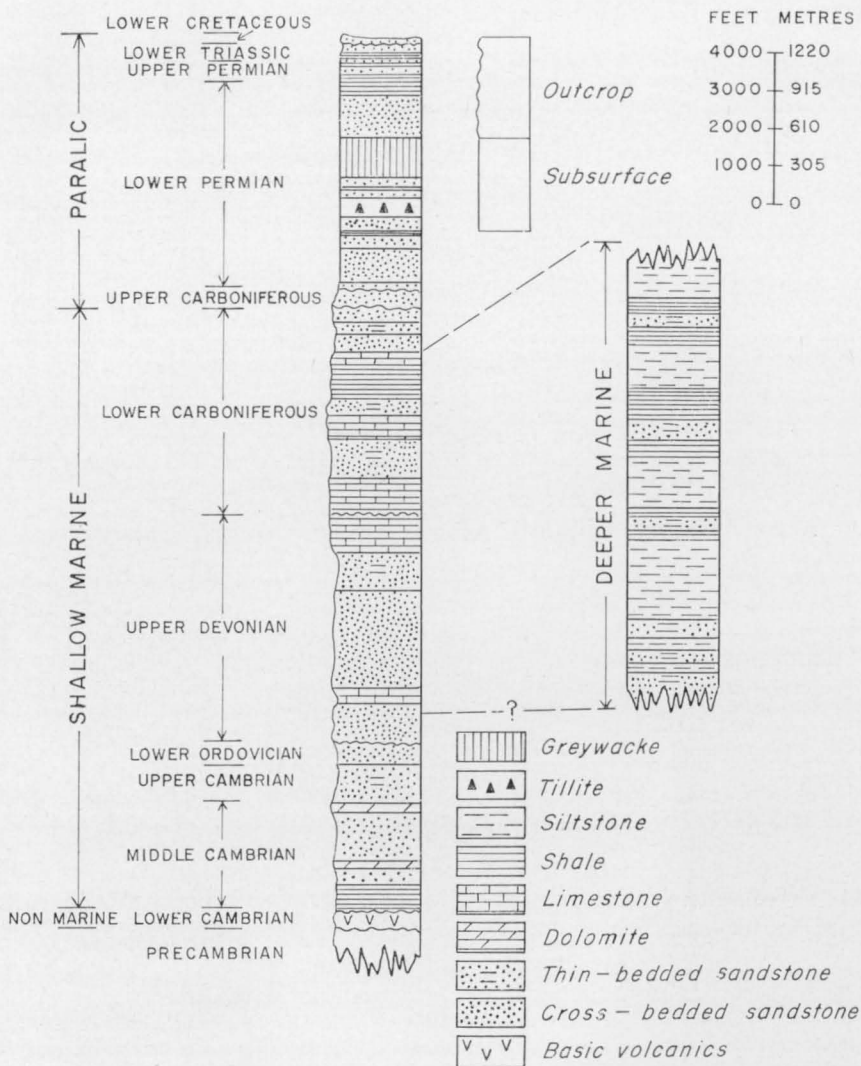 LOWER CRETACEOUS
LOWER TRIASSIC
UPPER PERMIAN
LOWER PERMIAN
UPPER CARBONIFEROUS
LOWER CARBONIFEROUS
UPPER DEVONIAN
LOWER ORDOVICIAN
UPPER CAMBRIAN
MIDDLE CAMBRIAN
NON MARINE LOWER CAMBRIAN
PRECAMBRIAN
PARALIC
SHALLOW MARINE
Outcrop
Subsurface
FEET METRES
4000 1220
3000 915
2000 610
1000 305
0 0
DEEPER MARINE
?
Greywacke
Tillite
Siltstone
Shale
Limestone
Dolomite
Thin-bedded sandstone
Cross-bedded sandstone
Basic volcanics